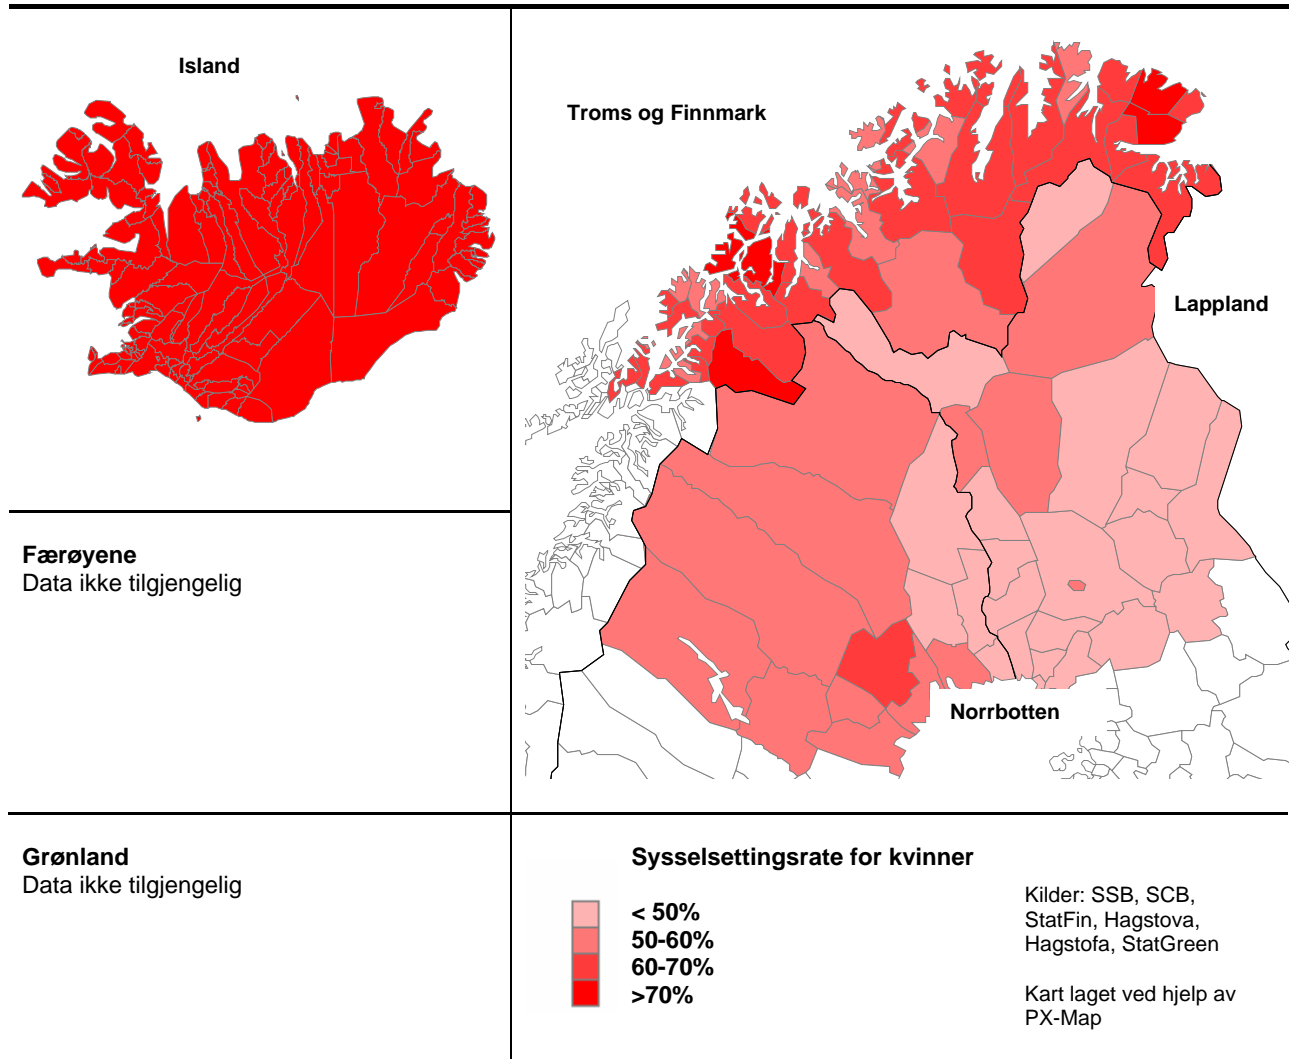 Island
Troms og Finnmark
Lappland
Norrbotten
Færøyene
Data ikke tilgjengelig
Grønland
Data ikke tilgjengelig
Sysselsettingsrate for kvinner
< 50%
50-60%
60-70%
>70%
Kilder: SSB, SCB,
StatFin, Hagstova,
Hagstofa, StatGreen
Kart laget ved hjelp av
PX-Map